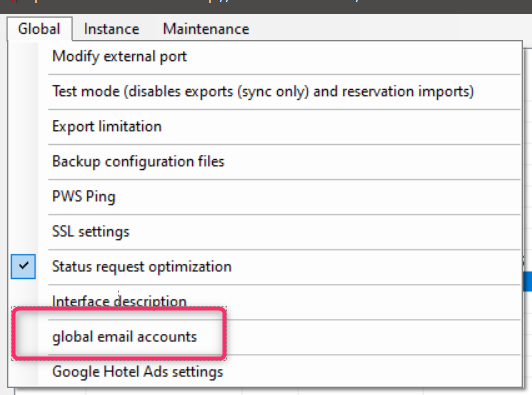 Global Instance Maintenance
Modify external port
Test mode (disables exports (sync only) and reservation imports)
Export limitation
Backup configuration files
PWS Ping
SSL settings
Status request optimization
Interface description
global email accounts
Google Hotel Ads settings